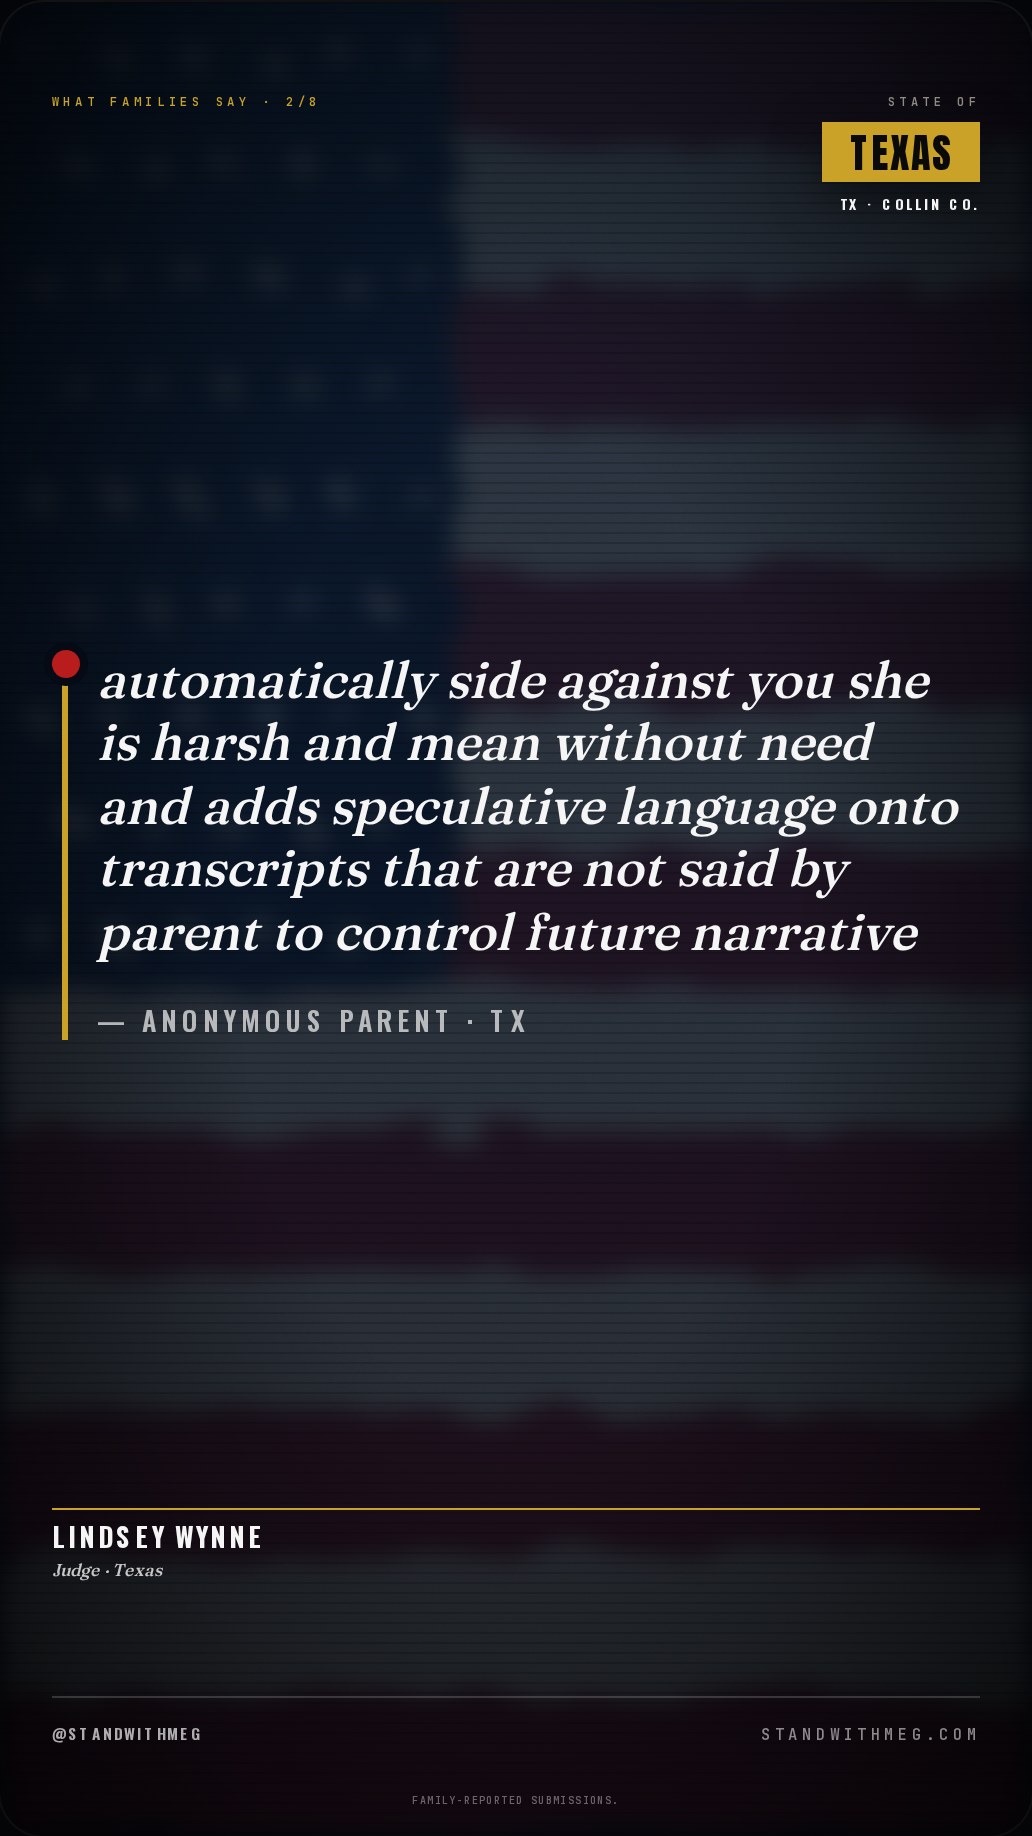 WHAT FAMILIES SAY · 2/8
STATE OF
TEXAS
TX · COLLIN CO.
automatically side against you she
is harsh and mean without need
and adds speculative language onto
transcripts that are not said by
parent to control future narrative
— ANONYMOUS PARENT · TX
LINDSEY WYNNE
Judge · Texas
@STANDWITHMEG
STANDWITHMEG.COM
FAMILY-REPORTED SUBMISSIONS.